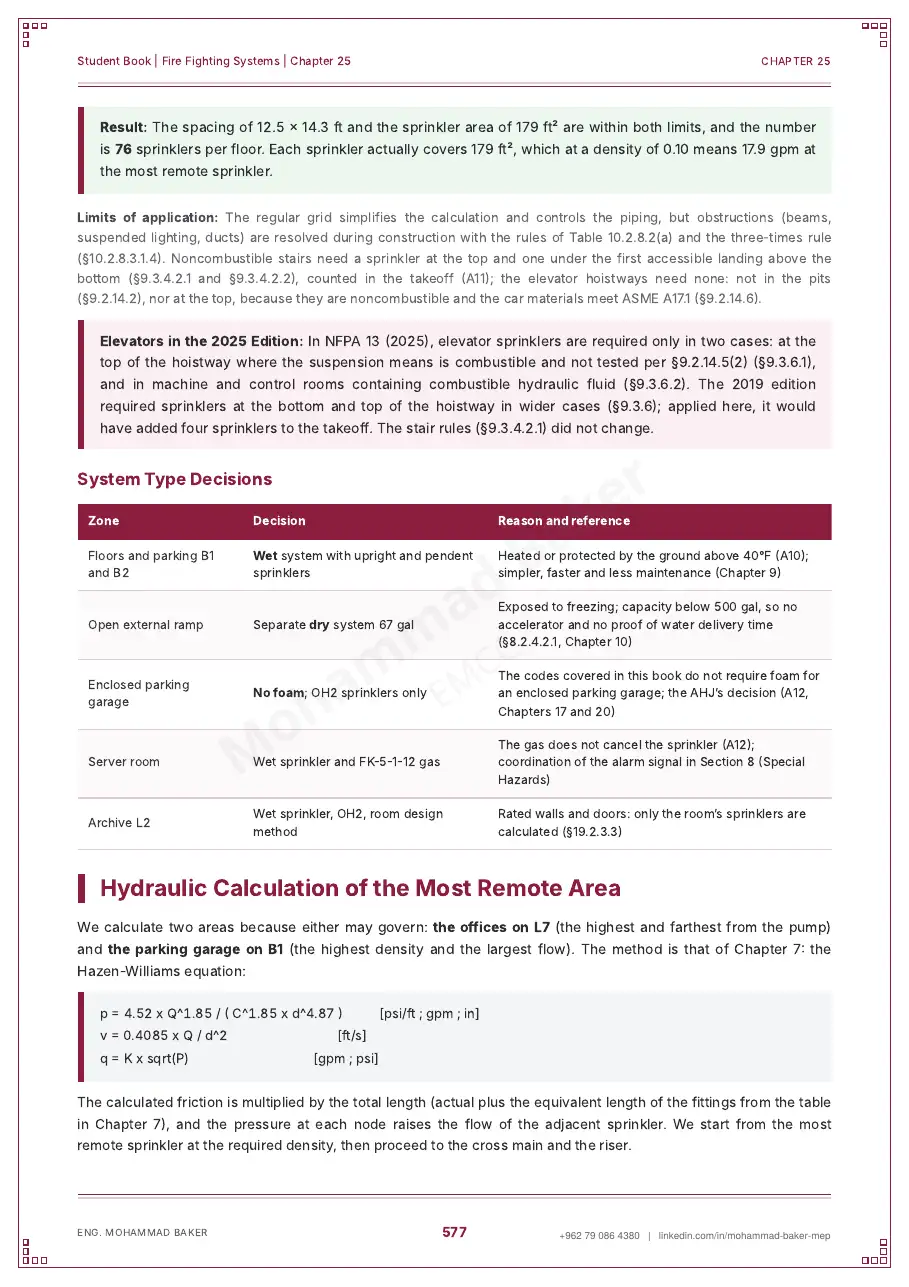 Student Book | Fire Fighting Systems | Chapter 25
CHAPTER 25
Result: The spacing of 12.5 × 14.3 ft and the sprinkler area of 179 ft² are within both limits, and the number
is 76 sprinklers per floor. Each sprinkler actually covers 179 ft², which at a density of 0.10 means 17.9 gpm at
the most remote sprinkler.
Limits of application: The regular grid simplifies the calculation and controls the piping, but obstructions (beams,
suspended lighting, ducts) are resolved during construction with the rules of Table 10.2.8.2(a) and the three-times rule
(§10.2.8.3.1.4). Noncombustible stairs need a sprinkler at the top and one under the first accessible landing above the
bottom (§9.3.4.2.1 and §9.3.4.2.2), counted in the takeoff (A11); the elevator hoistways need none: not in the pits
(§9.2.14.2), nor at the top, because they are noncombustible and the car materials meet ASME A17.1 (§9.2.14.6).
Elevators in the 2025 Edition: In NFPA 13 (2025), elevator sprinklers are required only in two cases: at the
top of the hoistway where the suspension means is combustible and not tested per §9.2.14.5(2) (§9.3.6.1),
and in machine and control rooms containing combustible hydraulic fluid (§9.3.6.2). The 2019 edition
required sprinklers at the bottom and top of the hoistway in wider cases (§9.3.6); applied here, it would
have added four sprinklers to the takeoff. The stair rules (§9.3.4.2.1) did not change.
System Type Decisions
Zone Decision Reason and reference
Floors and parking B1 Wet system with upright and pendent Heated or protected by the ground above 40°F (A10);
and B2 sprinklers simpler, faster and less maintenance (Chapter 9)
Exposed to freezing; capacity below 500 gal, so no
Open external ramp Separate dry system 67 gal accelerator and no proof of water delivery time
(§8.2.4.2.1, Chapter 10)
The codes covered in this book do not require foam for
Enclosed parking No foam; OH2 sprinklers only an enclosed parking garage; the AHJ's decision (A12,
garage Chapters 17 and 20)
The gas does not cancel the sprinkler (A12);
Server room Wet sprinkler and FK-5-1-12 gas coordination of the alarm signal in Section 8 (Special
Hazards)
Archive L2 Wet sprinkler, OH2, room design Rated walls and doors: only the room's sprinklers are
method calculated (§19.2.3.3)
Hydraulic Calculation of the Most Remote Area
We calculate two areas because either may govern: the offices on L7 (the highest and farthest from the pump)
and the parking garage on B1 (the highest density and the largest flow). The method is that of Chapter 7: the
Hazen-Williams equation:
p = 4.52 x Q^1.85 / ( C^1.85 x d^4.87 ) [psi/ft ; gpm ; in]
v = 0.4085 x Q / d^2 [ft/s]
q = K x sqrt(P) [gpm ; psi]
The calculated friction is multiplied by the total length (actual plus the equivalent length of the fittings from the table
in Chapter 7), and the pressure at each node raises the flow of the adjacent sprinkler. We start from the most
remote sprinkler at the required density, then proceed to the cross main and the riser.
ENG. MOHAMMAD BAKER
577
+962 79 086 4380 | linkedin.com/in/mohammad-baker-mep